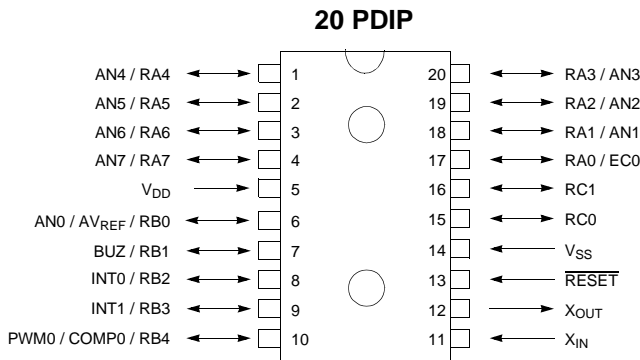 20 PDIP
AN4 / RA4 1 20 RA3 / AN3
AN5 / RA5 2 19 RA2 / AN2
AN6 / RA6 3 18 RA1 / AN1
AN7 / RA7 4 17 RA0 / EC0
VDD 5 16 RC1
AN0 / AVREF / RB0 6 15 RC0
BUZ / RB1 7 14 VSS
INT0 / RB2 8 13 RESET
INT1 / RB3 9 12 XOUT
PWM0 / COMP0 / RB4 10 11 XIN